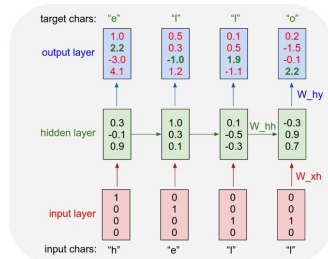 target chars: "e" "l" "l" "o"
1.0 0.5 0.1 0.2
2.2 0.3 0.5 -1.5
-3.0 -1.0 1.9 -0.1
4.1 1.2 -1.1 2.2
output layer
W_hy
0.3 1.0 0.1 -0.3
-0.1 0.3 -0.5 0.9
0.9 0.1 -0.3 0.7
hidden layer
W_hh
W_xh
1 0 0 0
0 1 0 0
0 0 1 1
0 0 0 0
input layer
input chars: "h" "e" "l" "l"